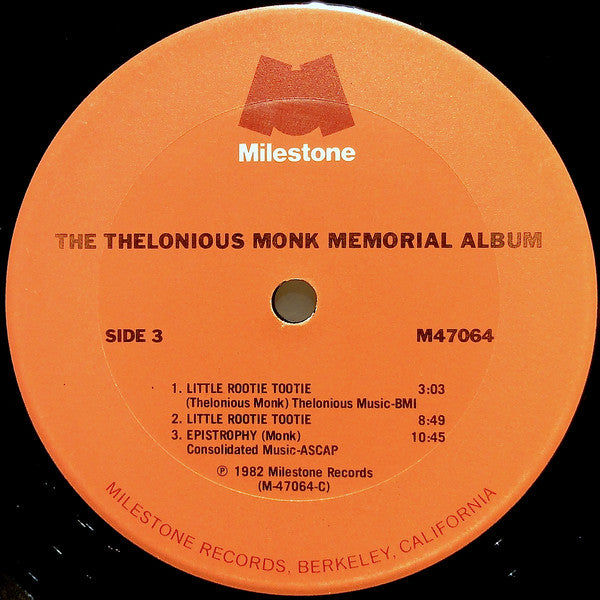 Milestone
THE THELONIOUS MONK MEMORIAL ALBUM
SIDE 3 M47064
1. LITTLE ROOTIE TOOTIE 3:03
(Thelonious Monk) Thelonious Music-BMI
2. LITTLE ROOTIE TOOTIE 8:49
3. EPISTROPHY (Monk) 10:45
Consolidated Music-ASCAP
℗ 1982 Milestone Records
(M-47064-C)
MILESTONE RECORDS, BERKELEY, CALIFORNIA